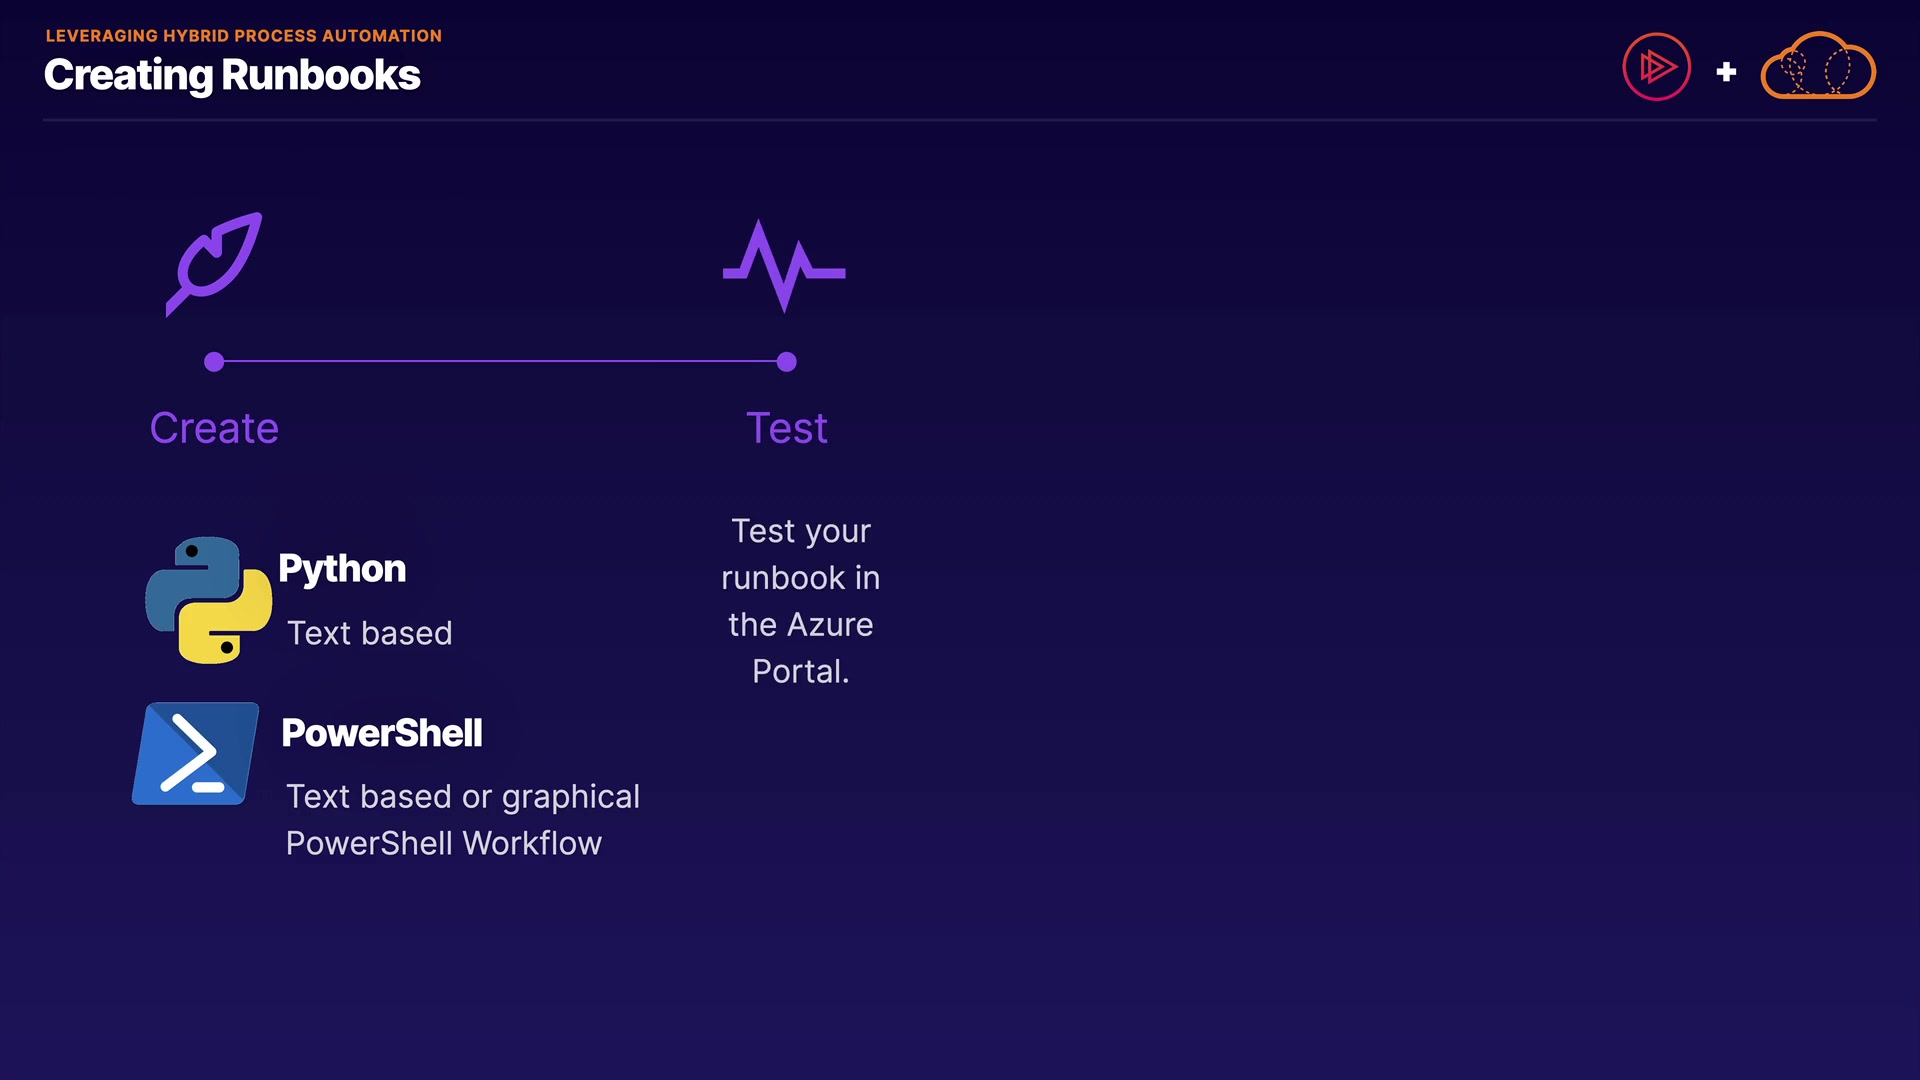 LEVERAGING HYBRID PROCESS AUTOMATION
Creating Runbooks
Create
Python
Text based
PowerShell
Text based or graphical
PowerShell Workflow
Test
Test your
runbook in
the Azure
Portal.